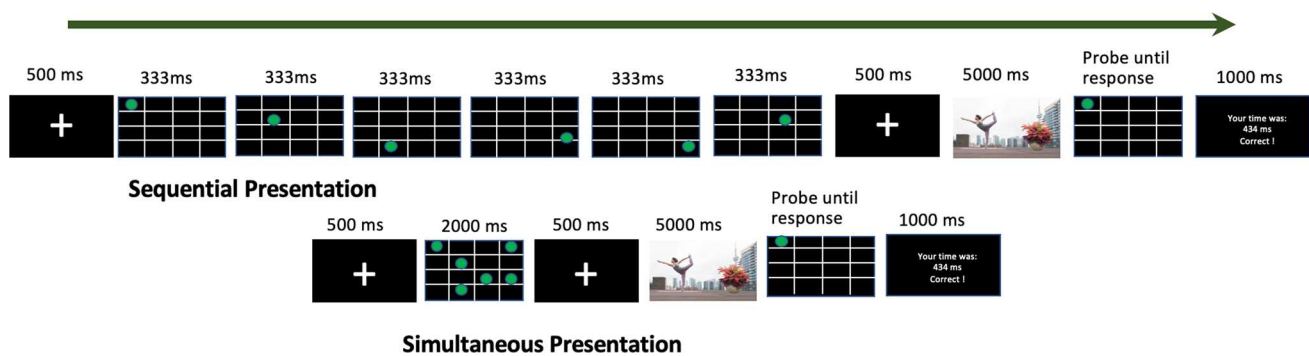 500 ms
333ms
333ms
333ms
333ms
333ms
333ms
500 ms
5000 ms
Probe until
response
1000 ms
Your time was:
434 ms
Correct !
Sequential Presentation
500 ms
2000 ms
500 ms
5000 ms
Probe until
response
1000 ms
Your time was:
434 ms
Correct !
Simultaneous Presentation